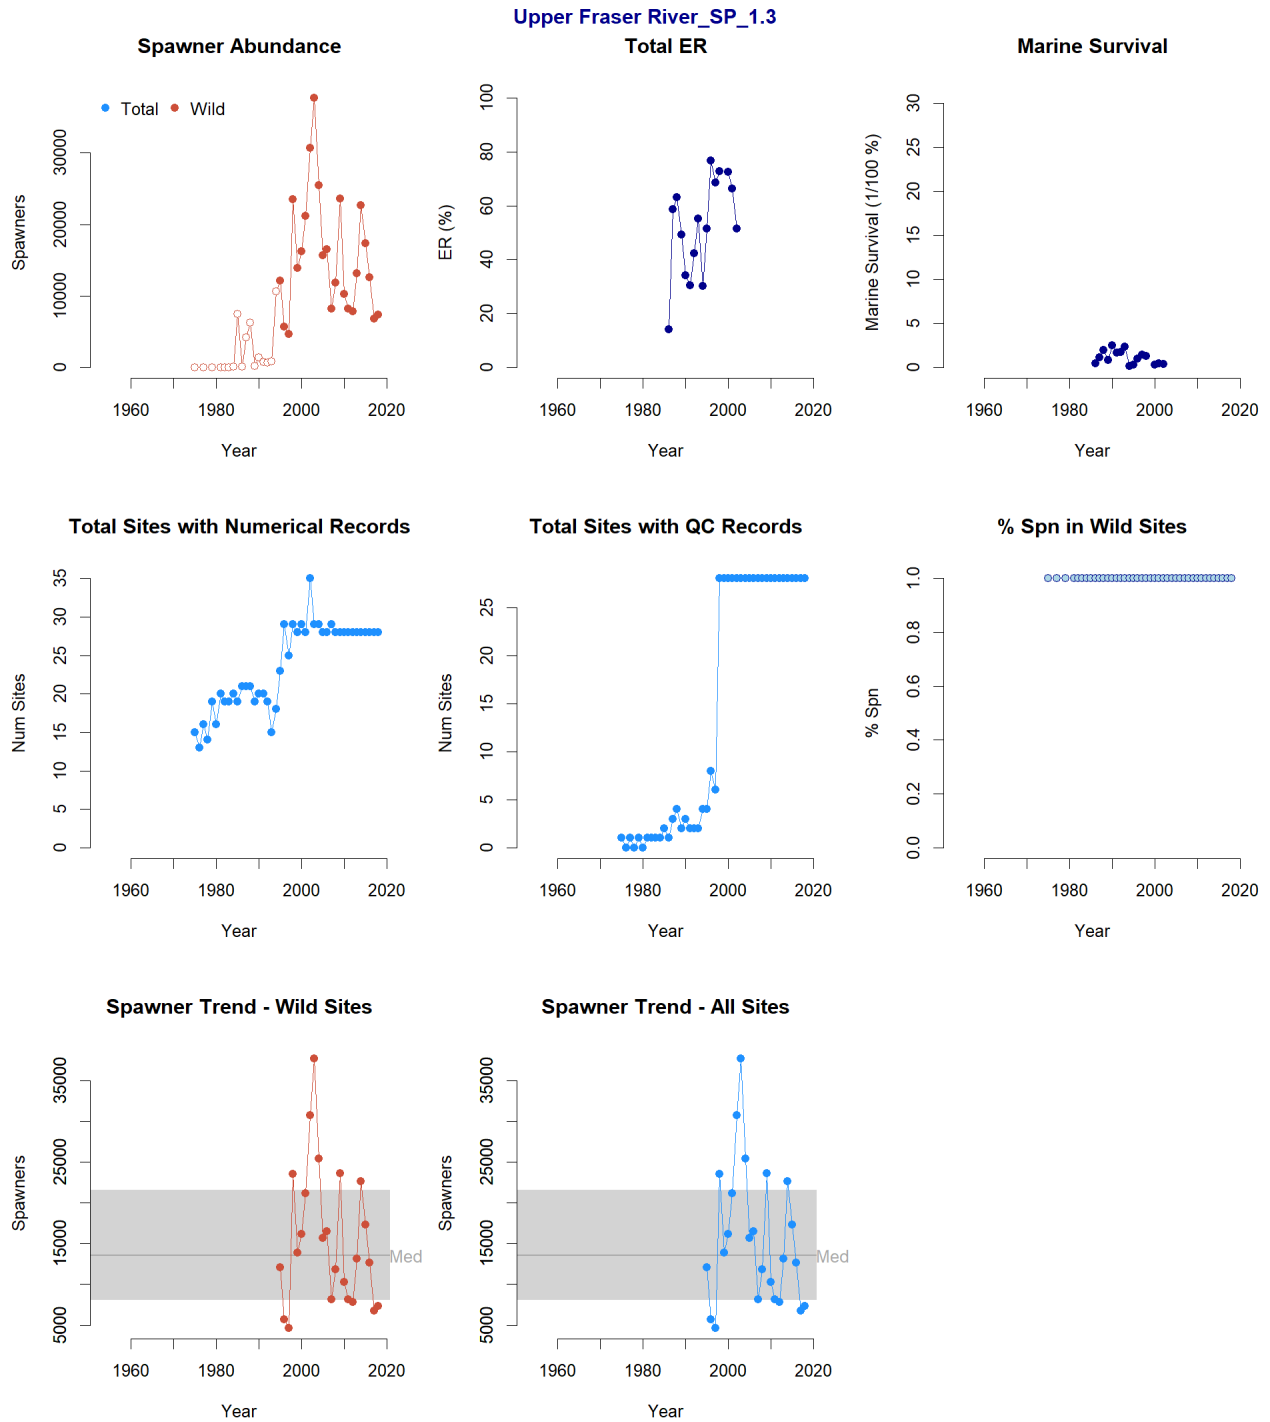 Upper Fraser River_SP_1.3
Spawner Abundance
Total Wild
Spawners
0 10000 20000 30000
1960 1980 2000 2020
Year
Total ER
ER (%)
0 20 40 60 80 100
1960 1980 2000 2020
Year
Marine Survival
Marine Survival (1/100 %)
0 5 10 15 20 25 30
1960 1980 2000 2020
Year
Total Sites with Numerical Records
Num Sites
0 5 10 15 20 25 30 35
1960 1980 2000 2020
Year
Total Sites with QC Records
Num Sites
0 5 10 15 20 25
1960 1980 2000 2020
Year
% Spn in Wild Sites
% Spn
0.0 0.2 0.4 0.6 0.8 1.0
1960 1980 2000 2020
Year
Spawner Trend - Wild Sites
Spawners
5000 15000 25000 35000
Med
1960 1980 2000 2020
Year
Spawner Trend - All Sites
Spawners
5000 15000 25000 35000
Med
1960 1980 2000 2020
Year